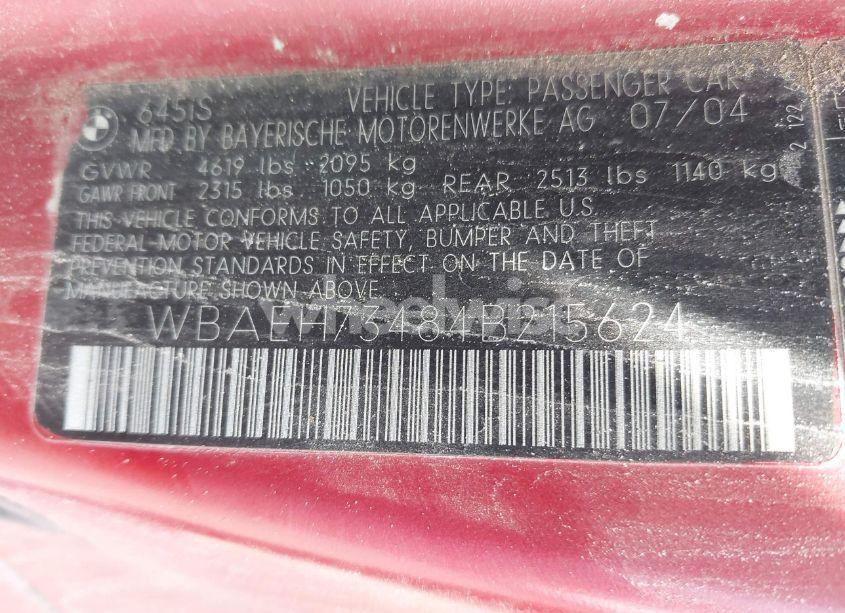 645iS VEHICLE TYPE: PASSENGER CAR
MFD BY BAYERISCHE MOTORENWERKE AG 07/04
GVWR 4619 lbs 2095 kg
GAWR FRONT 2315 lbs 1050 kg REAR 2513 lbs 1140 kg
THIS VEHICLE CONFORMS TO ALL APPLICABLE U.S.
FEDERAL MOTOR VEHICLE SAFETY, BUMPER AND THEFT
PREVENTION STANDARDS IN EFFECT ON THE DATE OF
MANUFACTURE SHOWN ABOVE.
WBAEH73484B215624